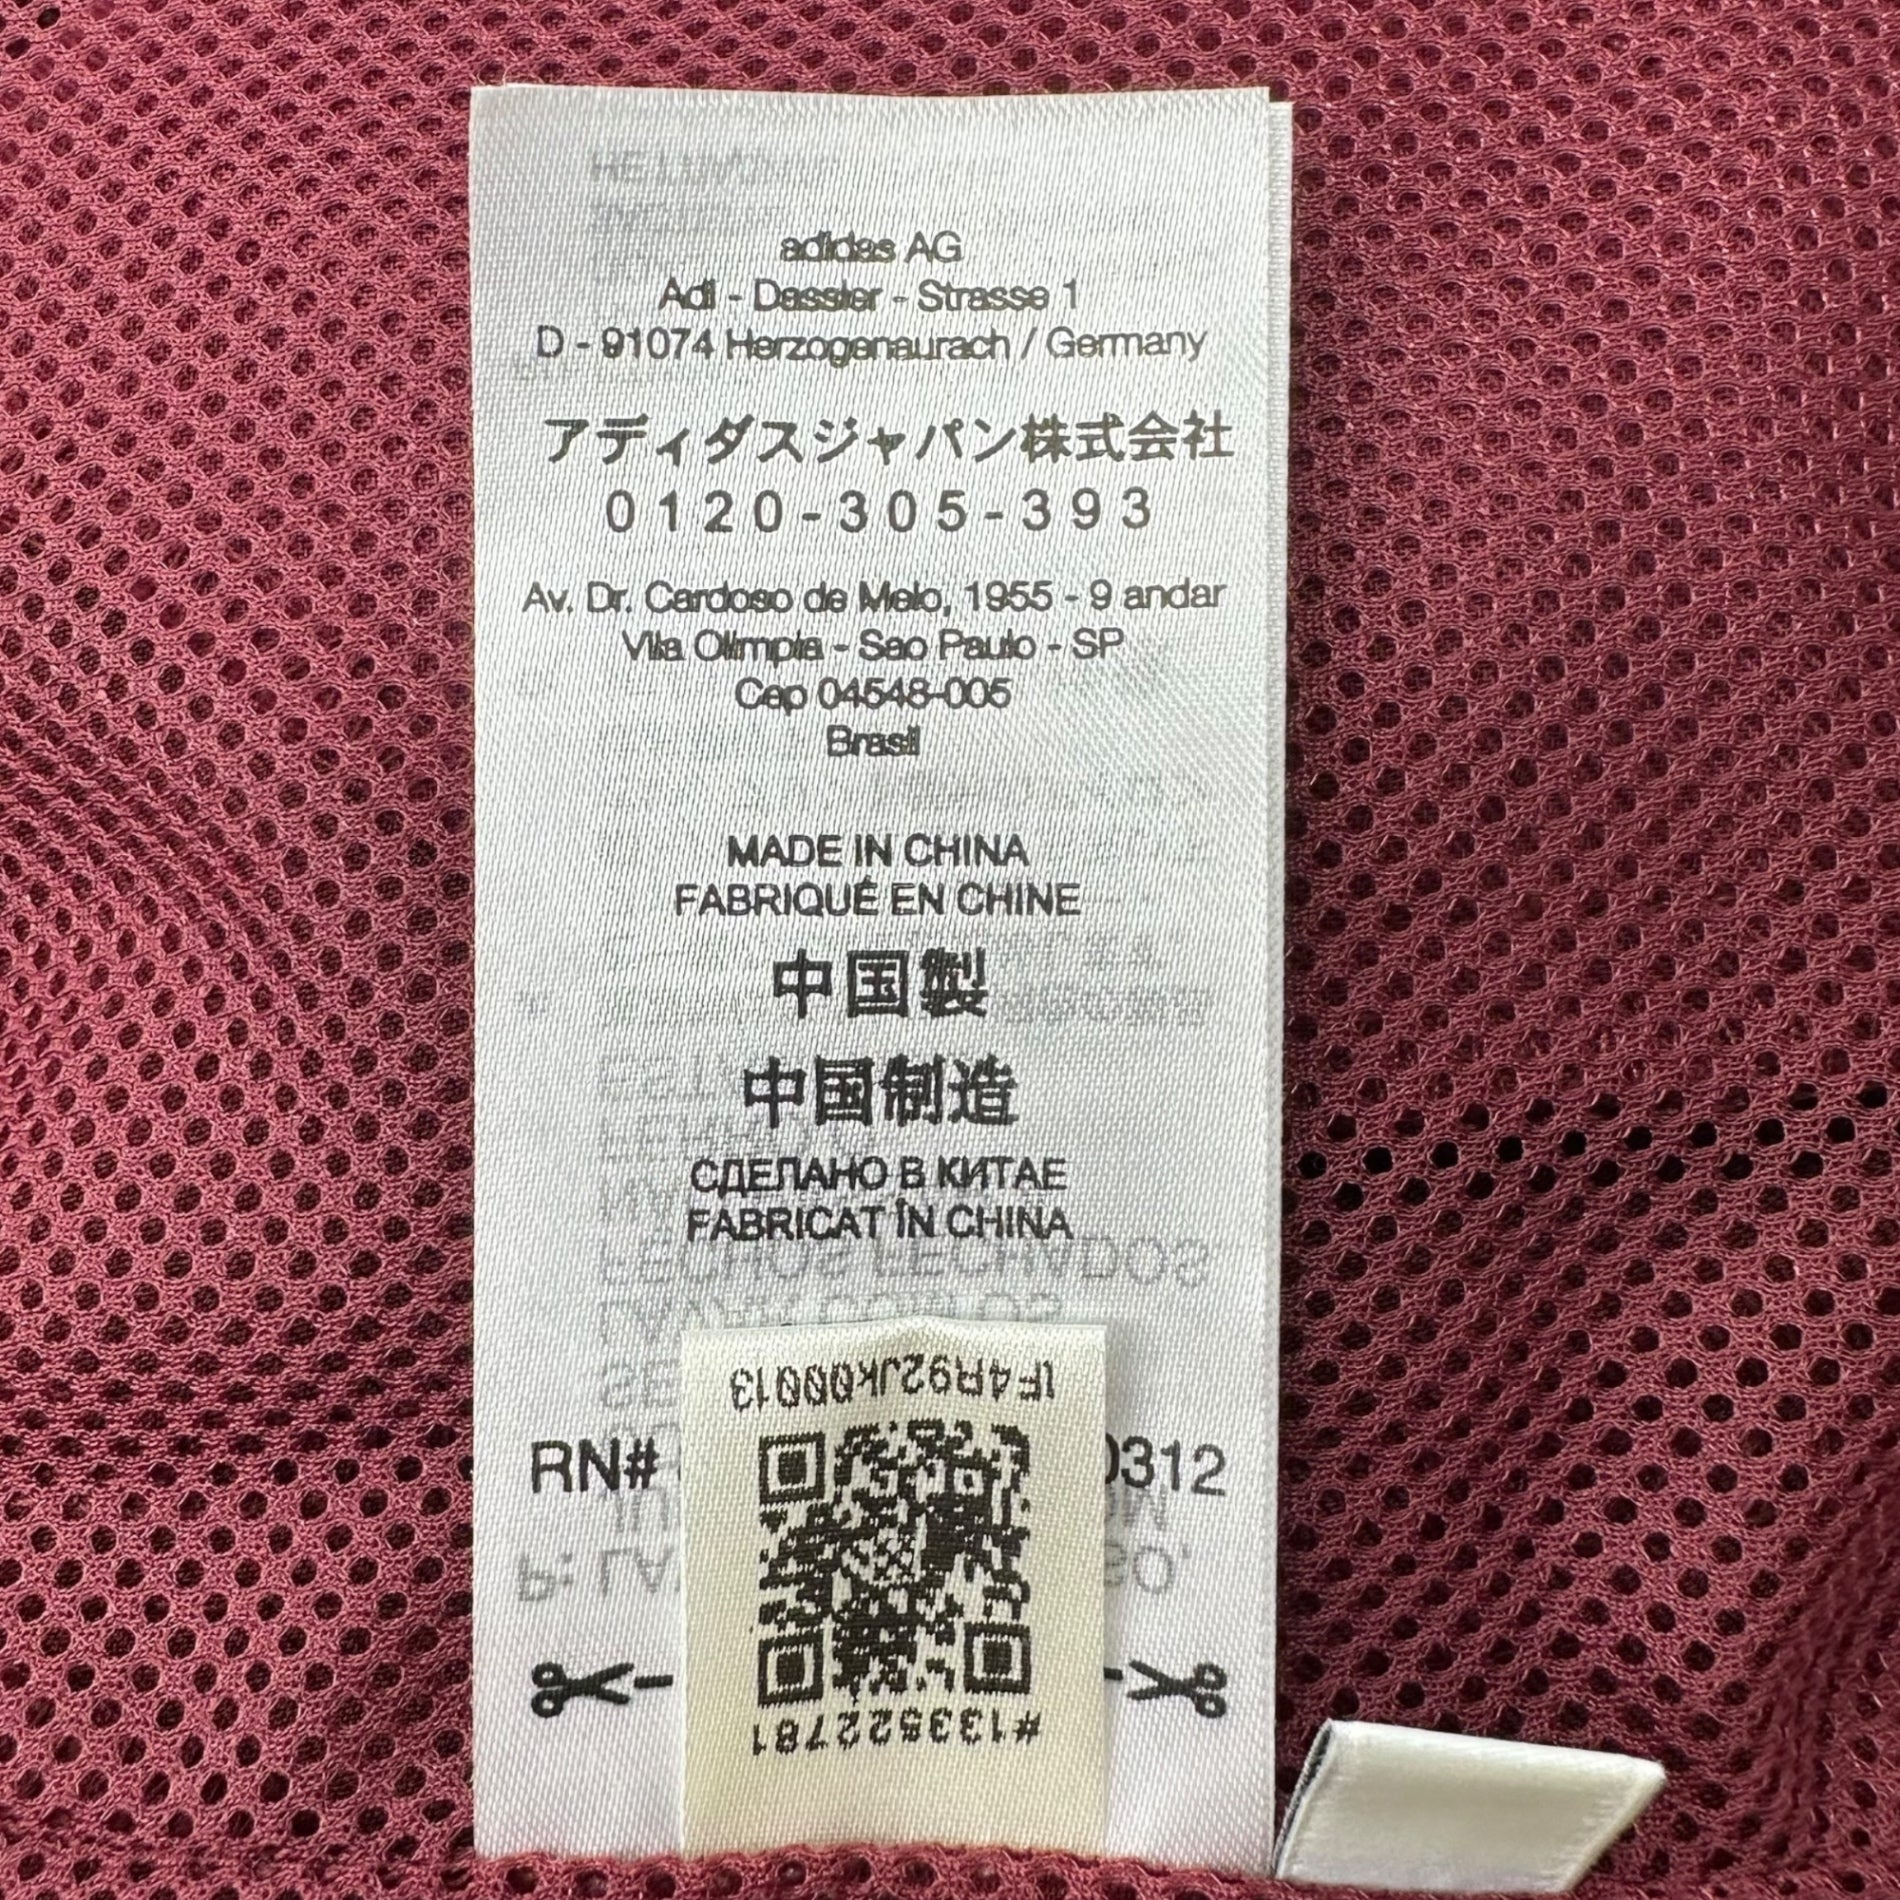 adidas AG
Adi - Dassler - Strasse 1
D - 91074 Herzogenaurach / Germany
アディダスジャパン株式会社
0120-305-393
Av. Dr. Cardoso de Melo, 1955 - 9 andar
Vila Olimpia - Sao Paulo - SP
Cep 04548-005
Brasil
MADE IN CHINA
FABRIQUÉ EN CHINE
中国製
中国制造
СДЕЛАНО В КИТАЕ
FABRICAT ÎN CHINA
RN# 0312
#133522781